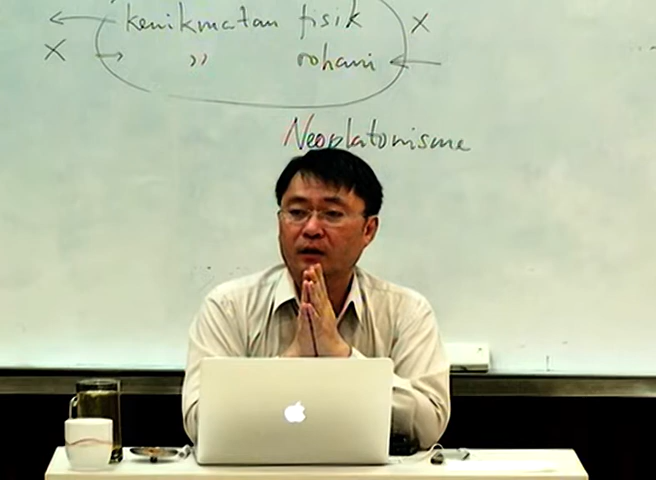 kenikmatan fisik X
X " rohani
Neoplatonisme